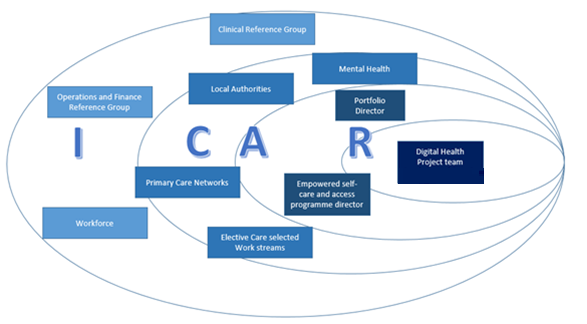 Clinical Reference Group
Mental Health
Local Authorities
Operations and Finance
Reference Group
Portfolio
Director
I C A R
Digital Health
Project team
Primary Care Networks
Empowered self-
care and access
programme director
Workforce
Elective Care selected
Work streams